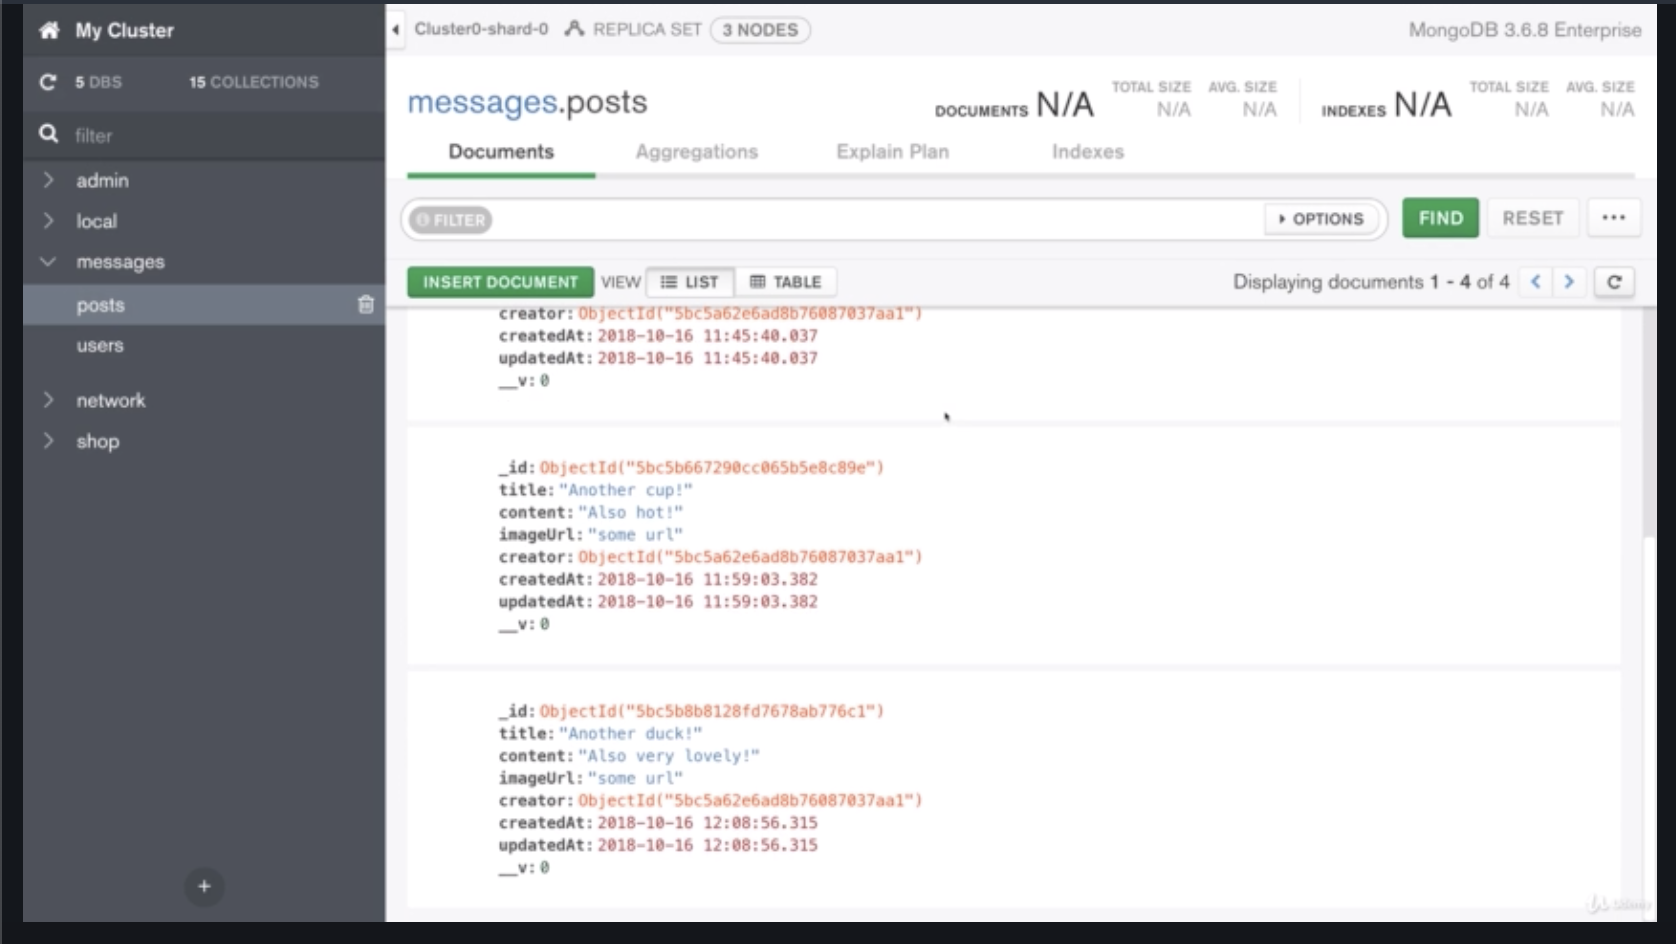 My Cluster
5 DBS 15 COLLECTIONS
filter
admin
local
messages
posts
users
network
shop
+
Cluster0-shard-0 REPLICA SET 3 NODES
MongoDB 3.6.8 Enterprise
messages.posts
DOCUMENTS N/A TOTAL SIZE N/A AVG. SIZE N/A
INDEXES N/A TOTAL SIZE N/A AVG. SIZE N/A
Documents Aggregations Explain Plan Indexes
FILTER OPTIONS FIND RESET ...
INSERT DOCUMENT VIEW LIST TABLE Displaying documents 1 - 4 of 4
creator: ObjectId("5bc5a62e6ad8b76087037aa1")
createdAt: 2018-10-16 11:45:40.037
updatedAt: 2018-10-16 11:45:40.037
__v: 0
_id: ObjectId("5bc5b667290cc065b5e8c89e")
title: "Another cup!"
content: "Also hot!"
imageUrl: "some url"
creator: ObjectId("5bc5a62e6ad8b76087037aa1")
createdAt: 2018-10-16 11:59:03.382
updatedAt: 2018-10-16 11:59:03.382
__v: 0
_id: ObjectId("5bc5b8b8128fd7678ab776c1")
title: "Another duck!"
content: "Also very lovely!"
imageUrl: "some url"
creator: ObjectId("5bc5a62e6ad8b76087037aa1")
createdAt: 2018-10-16 12:08:56.315
updatedAt: 2018-10-16 12:08:56.315
__v: 0